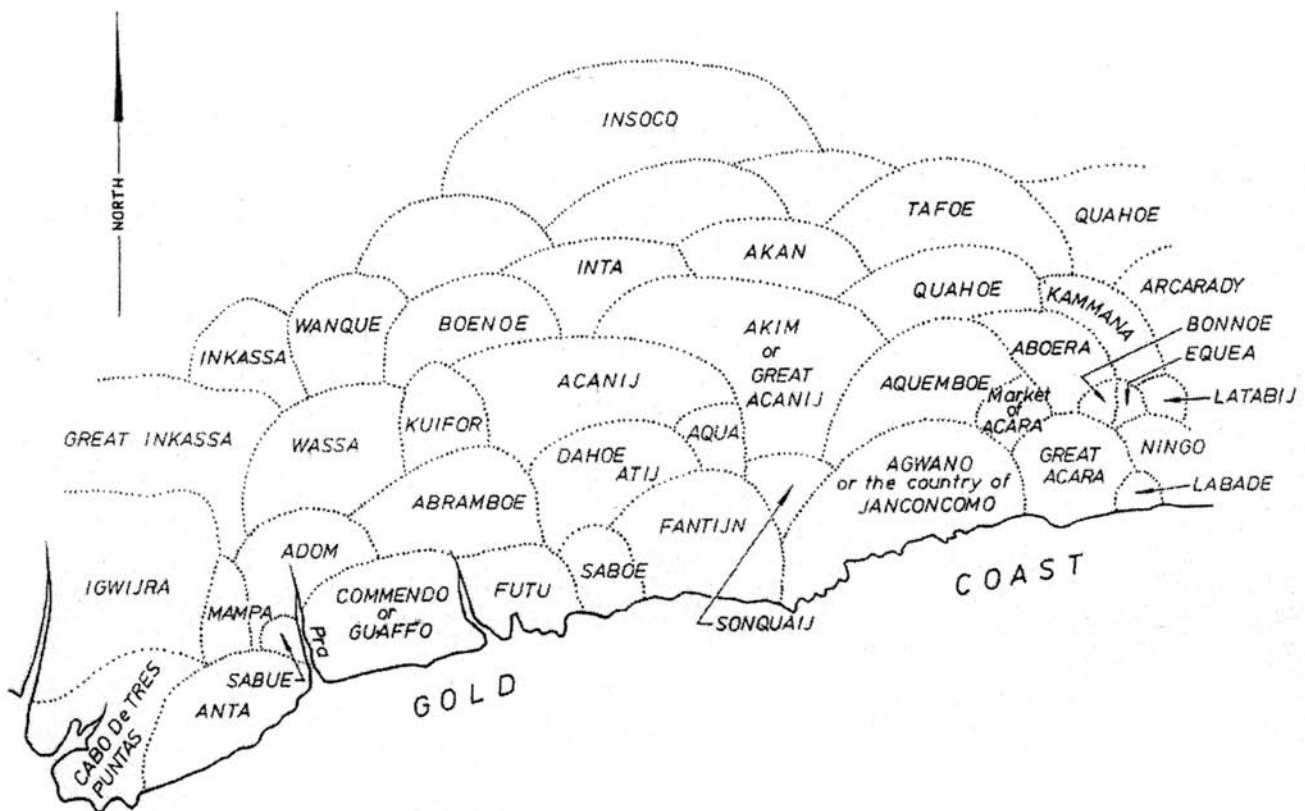 NORTH
INSOCO
TAFOE
QUAHOE
INTA
AKAN
QUAHOE
KAMMANA
ARCARADY
WANQUE
BOENOE
AKIM
or
GREAT
ACANIJ
ABOERA
BONNOE
EQUEA
INKASSA
ACANIJ
AQUEMBOE
Market
of
ACARA
LATABIJ
GREAT INKASSA
WASSA
KUIFOR
AQUA
DAHOE
ATIJ
AGWANO
or the country of
JANCONCOMO
GREAT
ACARA
NINGO
LABADE
ABRAMBOE
FANTIJN
ADOM
IGWIJRA
MAMPA
Pra
COMMENDO
or
GUAFFO
FUTU
SABOE
SONQUAIJ
SABUE
ANTA
CABO De TRES
PUNTAS
GOLD
COAST